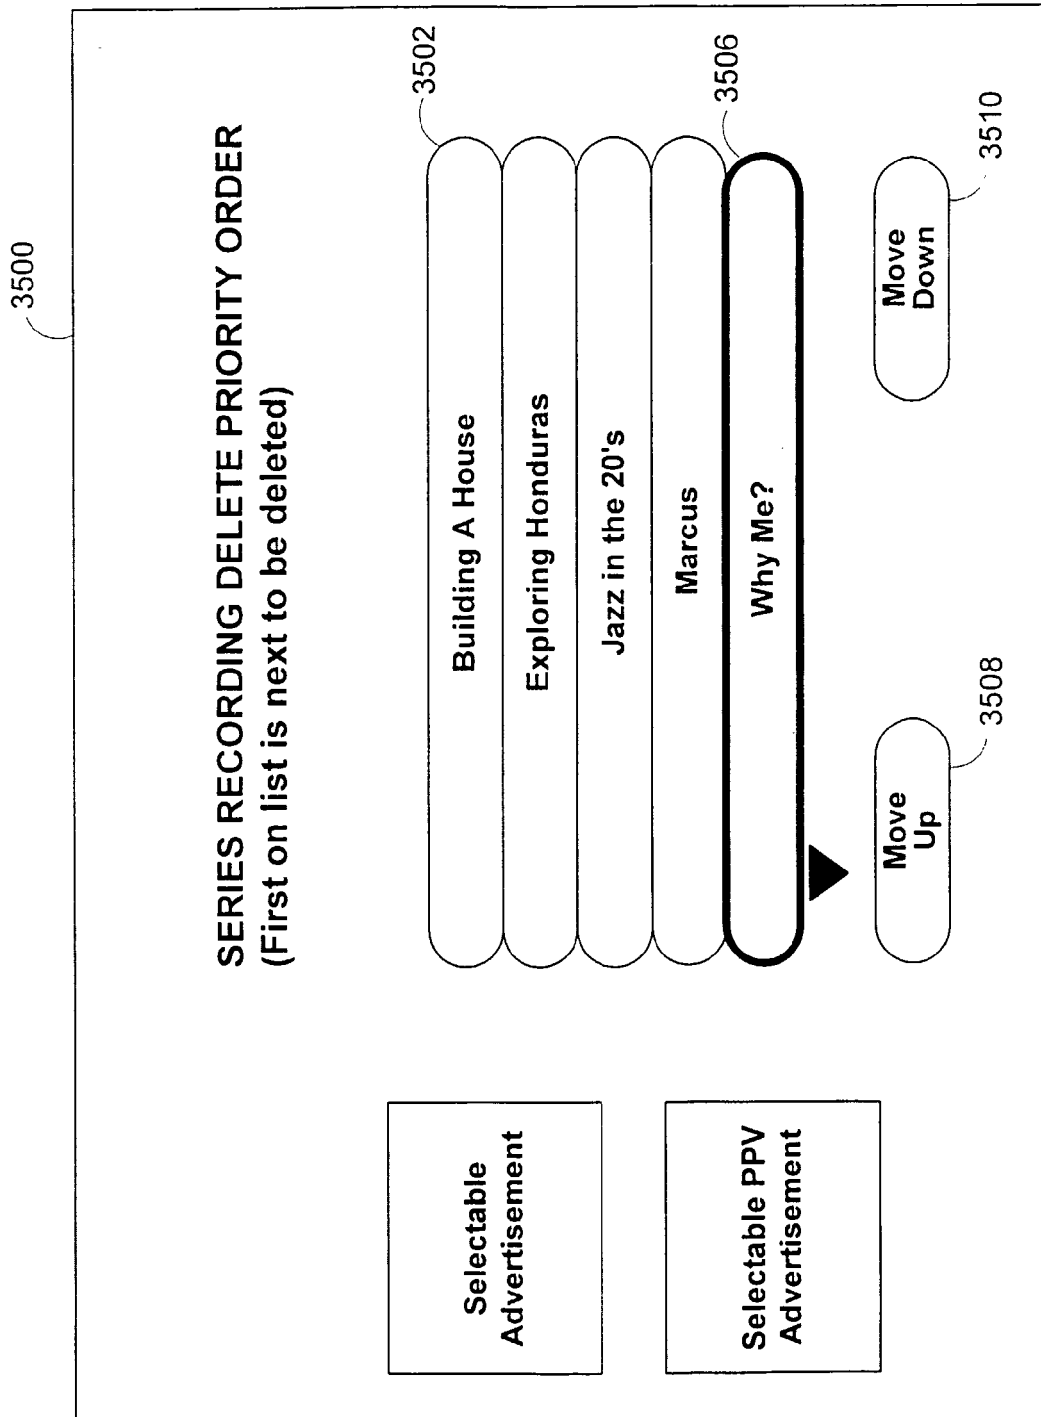 3500
SERIES RECORDING DELETE PRIORITY ORDER
(First on list is next to be deleted)
Selectable
Advertisement
Selectable PPV
Advertisement
Building A House
3502
Exploring Honduras
Jazz in the 20's
Marcus
Why Me?
3506
Move
Up
3508
Move
Down
3510